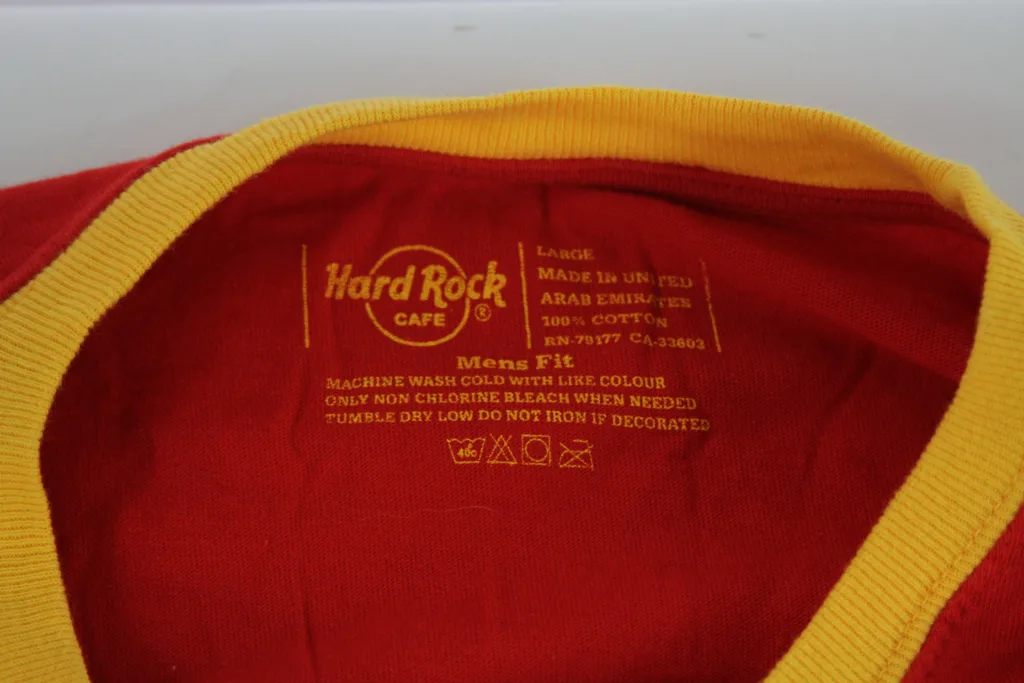 Hard Rock
CAFE ®
LARGE
MADE IN UNITED
ARAB EMIRATES
100% COTTON
RN-79177 CA-33603
Mens Fit
MACHINE WASH COLD WITH LIKE COLOUR
ONLY NON CHLORINE BLEACH WHEN NEEDED
TUMBLE DRY LOW DO NOT IRON IF DECORATED